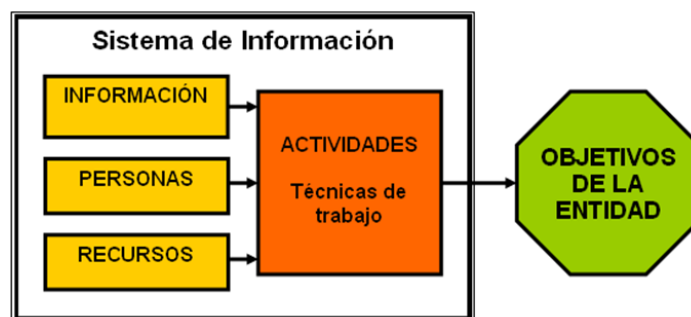 Sistema de Información
INFORMACIÓN
PERSONAS
RECURSOS
ACTIVIDADES
Técnicas de
trabajo
OBJETIVOS
DE LA
ENTIDAD